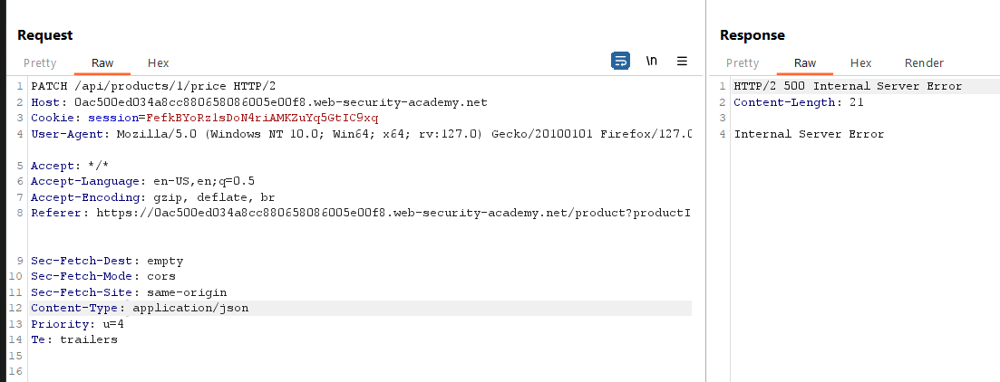 Request
Pretty Raw Hex
\n
1 PATCH /api/products/1/price HTTP/2
2 Host: 0ac500ed034a8cc880658086005e00f8.web-security-academy.net
3 Cookie: session=FefkBYoRzlsDoN4riAMKZuYq5GtIC9xq
4 User-Agent: Mozilla/5.0 (Windows NT 10.0; Win64; x64; rv:127.0) Gecko/20100101 Firefox/127.0
5 Accept: */*
6 Accept-Language: en-US,en;q=0.5
7 Accept-Encoding: gzip, deflate, br
8 Referer: https://0ac500ed034a8cc880658086005e00f8.web-security-academy.net/product?productI
9 Sec-Fetch-Dest: empty
10 Sec-Fetch-Mode: cors
11 Sec-Fetch-Site: same-origin
12 Content-Type: application/json
13 Priority: u=4
14 Te: trailers
15
16
Response
Pretty Raw Hex Render
1 HTTP/2 500 Internal Server Error
2 Content-Length: 21
3
4 Internal Server Error